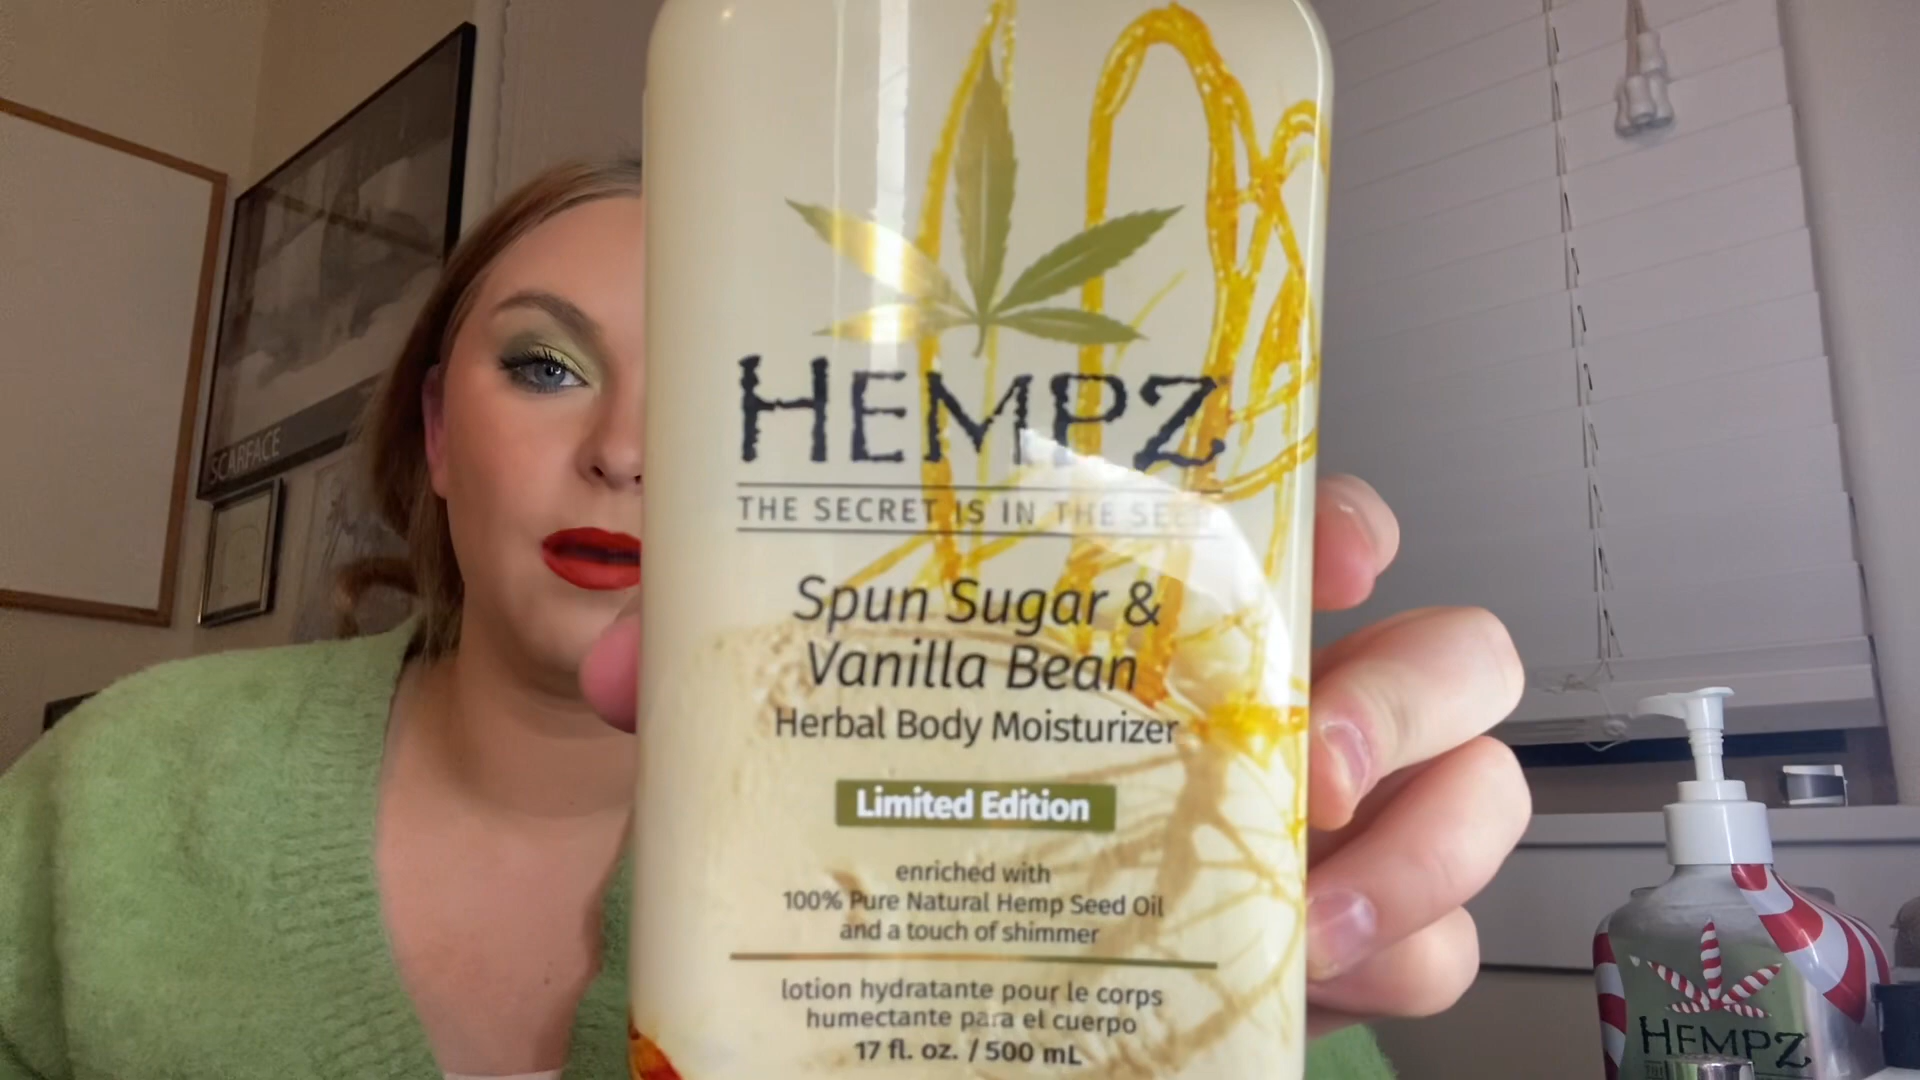 SCARFACE
HEMPZ
THE SECRET IS IN THE SEED
Spun Sugar &
Vanilla Bean
Herbal Body Moisturizer
Limited Edition
enriched with
100% Pure Natural Hemp Seed Oil
and a touch of shimmer
lotion hydratante pour le corps
humectante para el cuerpo
17 fl. oz. / 500 mL
HEMPZ